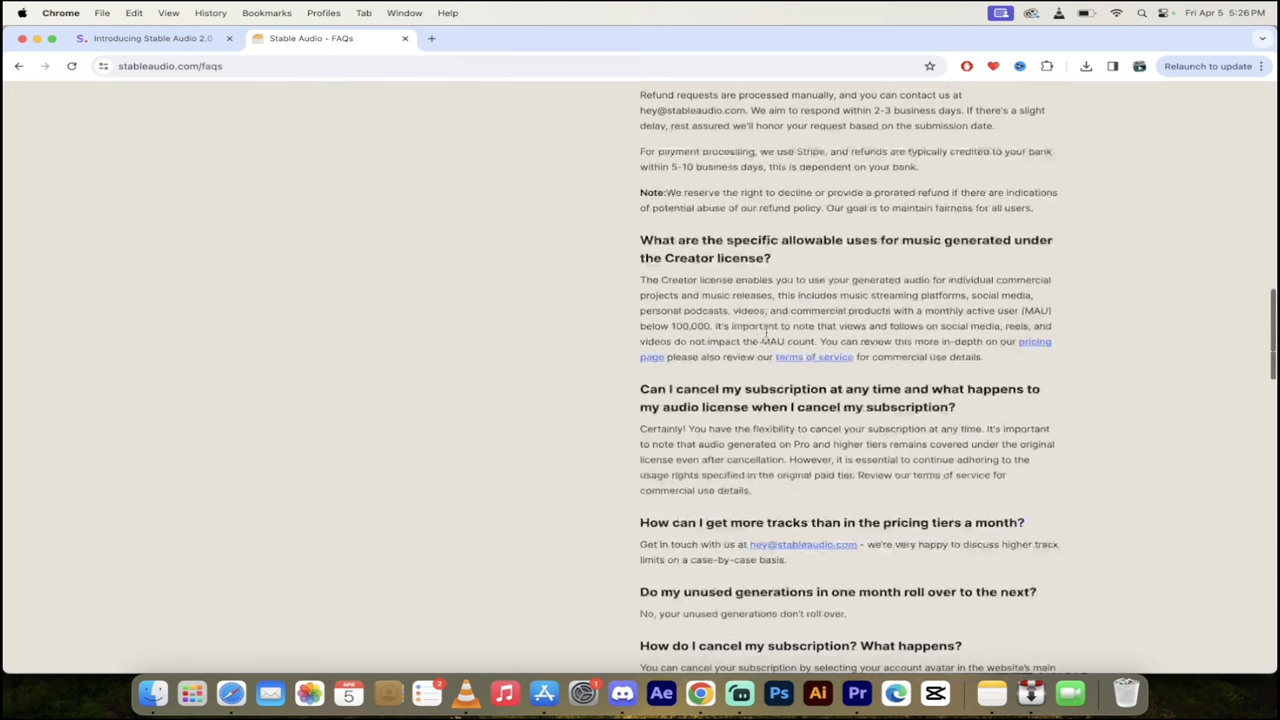 Chrome File Edit View History Bookmarks Profiles Tab Window Help Fri Apr 5 5:26 PM
Introducing Stable Audio 2.0 Stable Audio - FAQs
stableaudio.com/faqs Relaunch to update
Refund requests are processed manually, and you can contact us at
hey@stableaudio.com. We aim to respond within 2-3 business days. If there's a slight
delay, rest assured we'll honor your request based on the submission date.
For payment processing, we use Stripe, and refunds are typically credited to your bank
within 5-10 business days, this is dependent on your bank.
Note:We reserve the right to decline or provide a prorated refund if there are indications
of potential abuse of our refund policy. Our goal is to maintain fairness for all users.
What are the specific allowable uses for music generated under
the Creator license?
The Creator license enables you to use your generated audio for individual commercial
projects and music releases, this includes music streaming platforms, social media,
personal podcasts, videos, and commercial products with a monthly active user (MAU)
below 100,000. It's important to note that views and follows on social media, reels, and
videos do not impact the MAU count. You can review this more in-depth on our pricing
page please also review our terms of service for commercial use details.
Can I cancel my subscription at any time and what happens to
my audio license when I cancel my subscription?
Certainly! You have the flexibility to cancel your subscription at any time. It's important
to note that audio generated on Pro and higher tiers remains covered under the original
license even after cancellation. However, it is essential to continue adhering to the
usage rights specified in the original paid tier. Review our terms of service for
commercial use details.
How can I get more tracks than in the pricing tiers a month?
Get in touch with us at hey@stableaudio.com - we're very happy to discuss higher track
limits on a case-by-case basis.
Do my unused generations in one month roll over to the next?
No, your unused generations don't roll over.
How do I cancel my subscription? What happens?
You can cancel your subscription by selecting your account avatar in the website's main
APR
5 2 1 Ae Ps Ai Pr